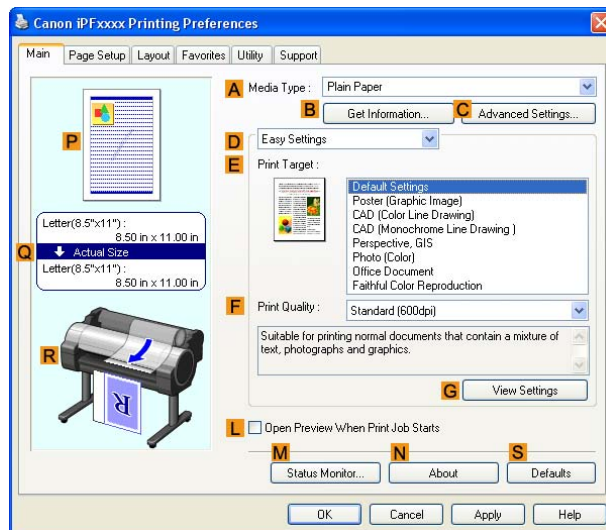 Canon iPFxxxx Printing Preferences
Main Page Setup Layout Favorites Utility Support
A Media Type : Plain Paper
B C
Get Information... Advanced Settings...
P
D Easy Settings
E Print Target :
Default Settings
Poster (Graphic Image)
CAD (Color Line Drawing)
CAD (Monochrome Line Drawing )
Perspective, GIS
Photo (Color)
Office Document
Faithful Color Reproduction
Letter(8.5"x11") :
8.50 in x 11.00 in
Q Actual Size
Letter(8.5"x11") :
8.50 in x 11.00 in
F Print Quality : Standard (600dpi)
Suitable for printing normal documents that contain a mixture of
text, photographs and graphics.
R
R
G View Settings
L Open Preview When Print Job Starts
M N S
Status Monitor... About Defaults
OK Cancel Apply Help